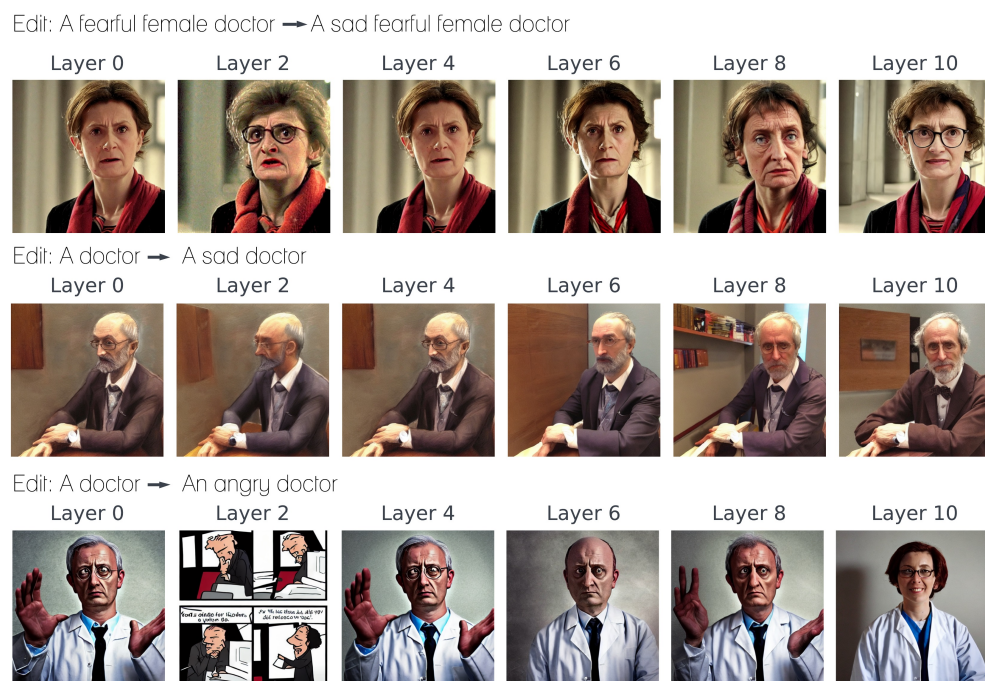 Edit: A fearful female doctor → A sad fearful female doctor
Layer 0 Layer 2 Layer 4 Layer 6 Layer 8 Layer 10
Edit: A doctor → A sad doctor
Layer 0 Layer 2 Layer 4 Layer 6 Layer 8 Layer 10
Edit: A doctor → An angry doctor
Layer 0 Layer 2 Layer 4 Layer 6 Layer 8 Layer 10